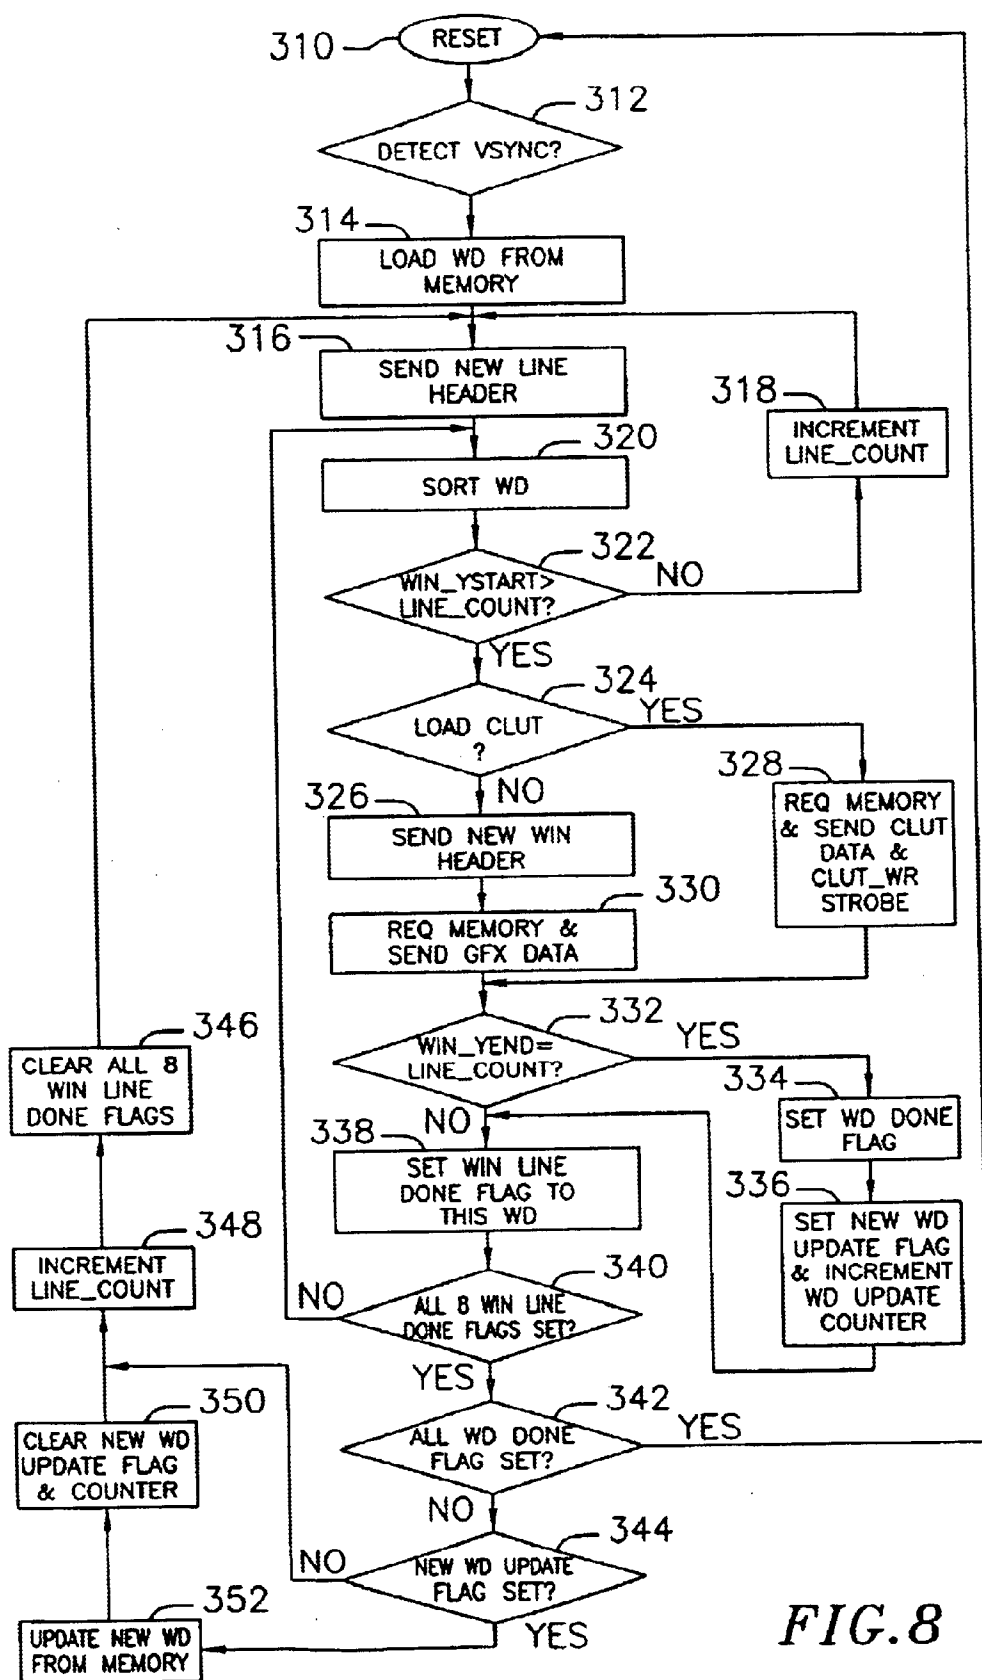 310
RESET
312
DETECT VSYNC?
314
LOAD WD FROM
MEMORY
316
SEND NEW LINE
HEADER
318
INCREMENT
LINE_COUNT
320
SORT WD
322
WIN_YSTART>
LINE_COUNT?
NO
YES
324
LOAD CLUT
?
YES
NO
326
SEND NEW WIN
HEADER
328
REQ MEMORY
& SEND CLUT
DATA &
CLUT_WR
STROBE
330
REQ MEMORY &
SEND GFX DATA
332
WIN_YEND=
LINE_COUNT?
YES
NO
334
SET WD DONE
FLAG
336
SET NEW WD
UPDATE FLAG
& INCREMENT
WD UPDATE
COUNTER
338
SET WIN LINE
DONE FLAG TO
THIS WD
340
ALL 8 WIN LINE
DONE FLAGS SET?
NO
YES
342
ALL WD DONE
FLAG SET?
YES
NO
344
NEW WD UPDATE
FLAG SET?
NO
YES
346
CLEAR ALL 8
WIN LINE
DONE FLAGS
348
INCREMENT
LINE_COUNT
350
CLEAR NEW WD
UPDATE FLAG
& COUNTER
352
UPDATE NEW WD
FROM MEMORY
FIG.8